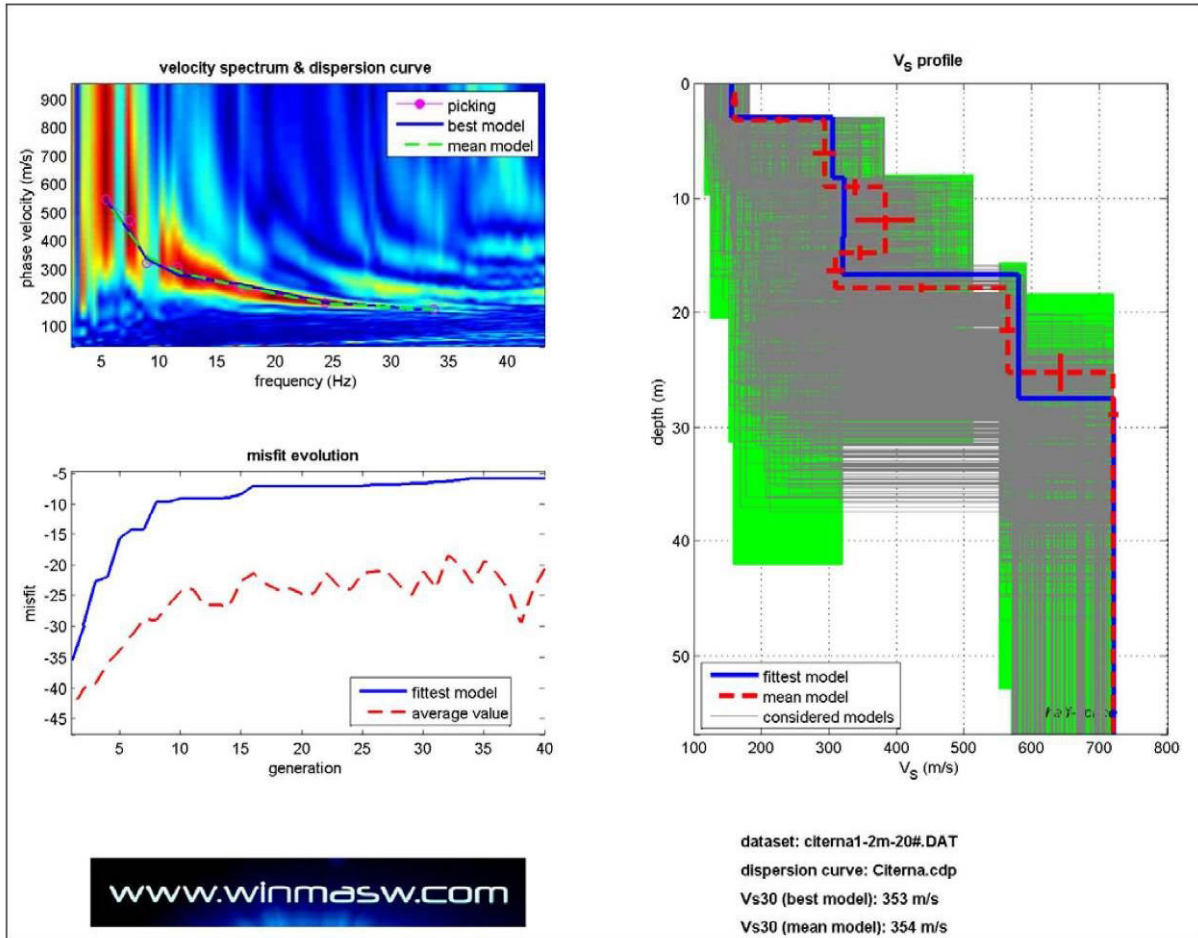 velocity spectrum & dispersion curve
900
800
700
600
500
400
300
200
100
phase velocity (m/s)
picking
best model
mean model
5 10 15 20 25 30 35 40
frequency (Hz)
misfit evolution
-5
-10
-15
-20
-25
-30
-35
-40
-45
misfit
fittest model
average value
5 10 15 20 25 30 35 40
generation
www.winmasw.com
VS profile
0
10
20
30
40
50
depth (m)
fittest model
mean model
considered models
100 200 300 400 500 600 700 800
VS (m/s)
dataset: citerna1-2m-20#.DAT
dispersion curve: Citerna.cdp
Vs30 (best model): 353 m/s
Vs30 (mean model): 354 m/s